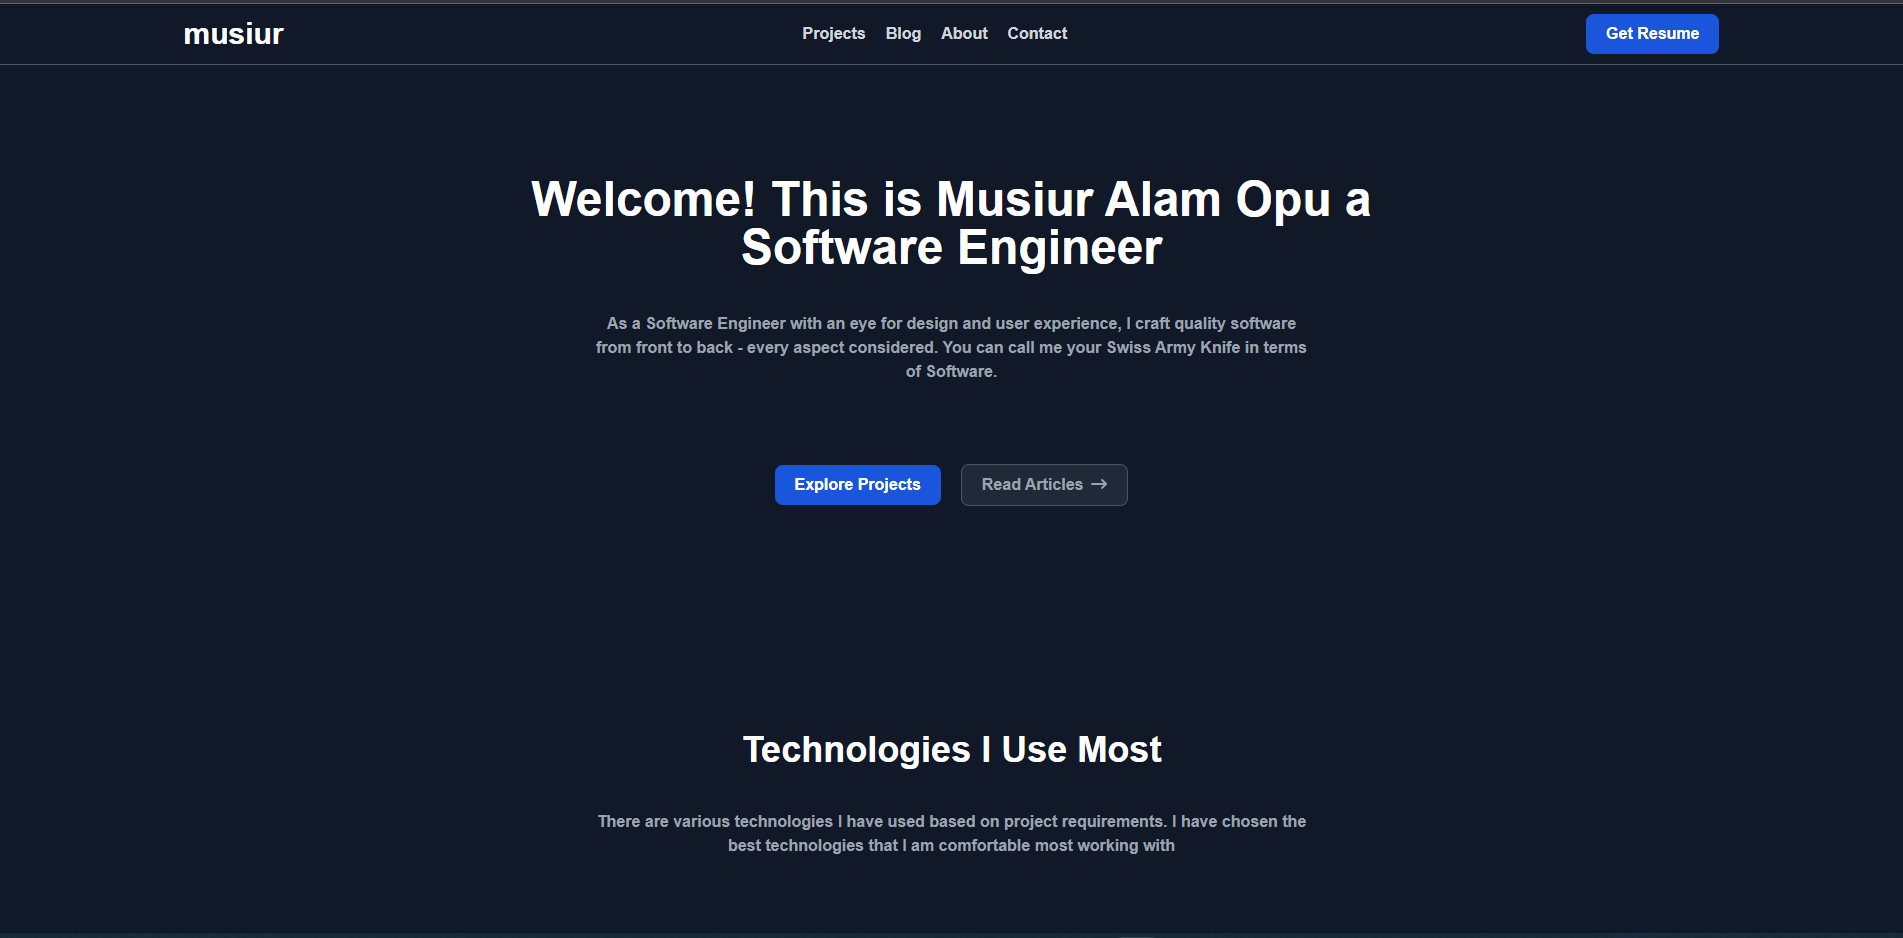 musiur
Projects Blog About Contact
Get Resume
Welcome! This is Musiur Alam Opu a
Software Engineer
As a Software Engineer with an eye for design and user experience, I craft quality software
from front to back - every aspect considered. You can call me your Swiss Army Knife in terms
of Software.
Explore Projects
Read Articles →
Technologies I Use Most
There are various technologies I have used based on project requirements. I have chosen the
best technologies that I am comfortable most working with